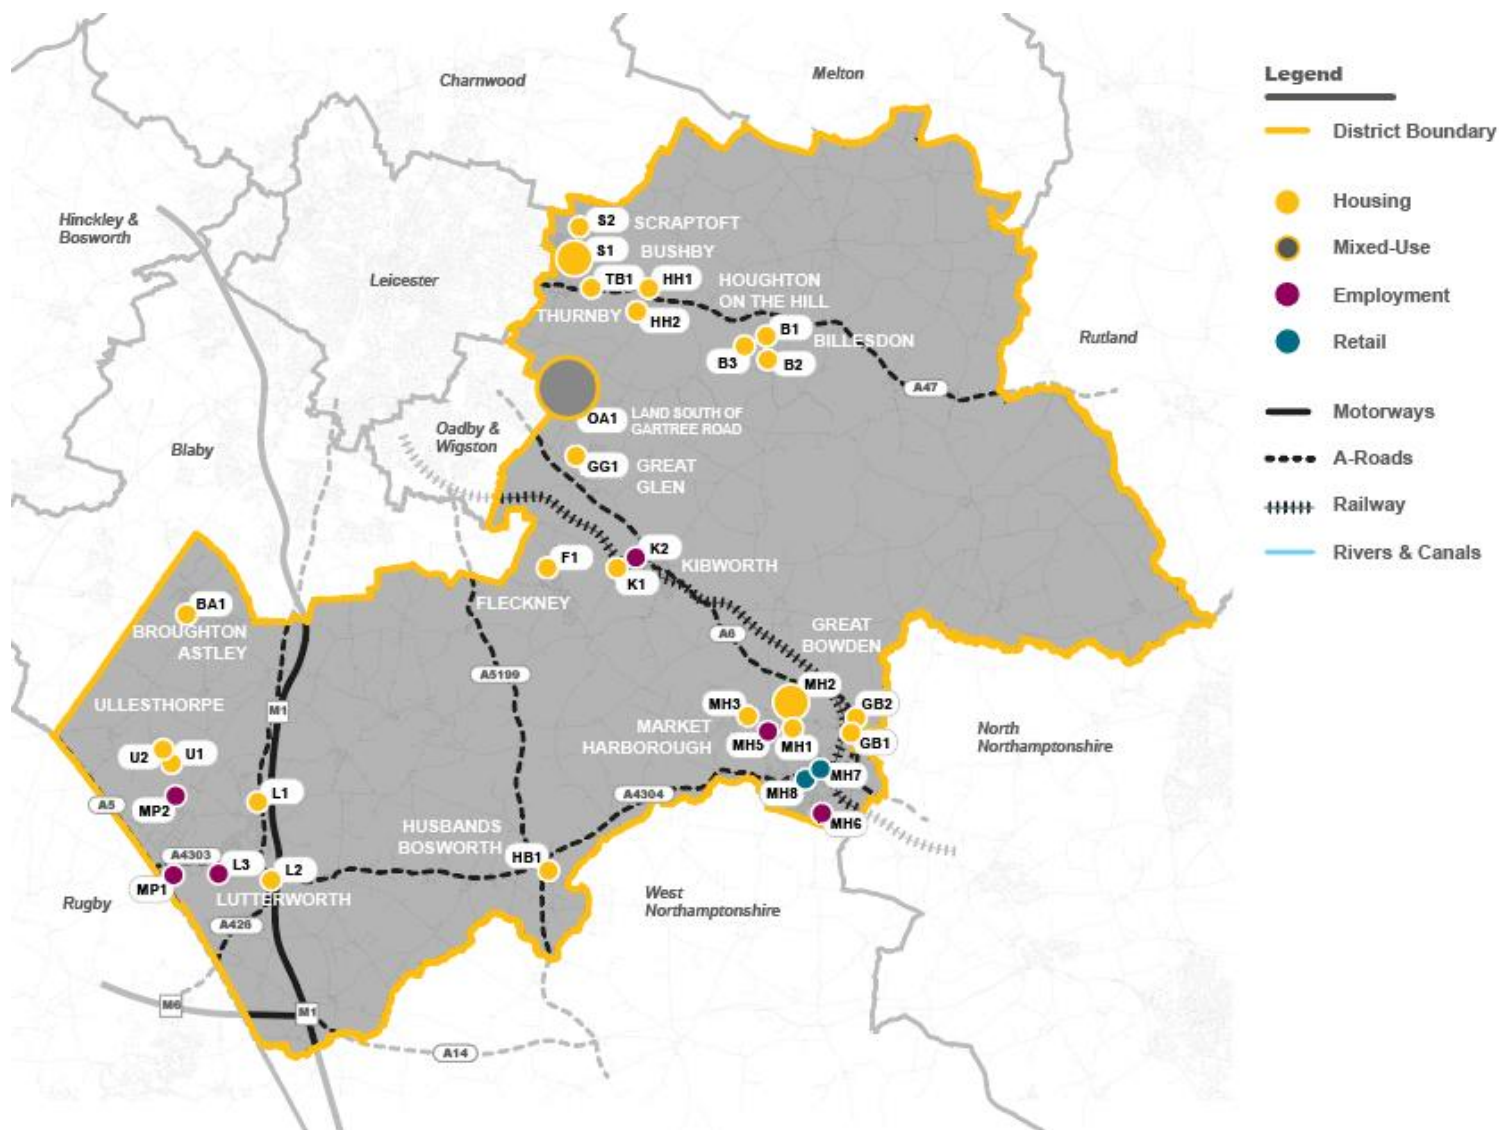 Charnwood
Melton
Legend
District Boundary
Housing
Mixed-Use
Employment
Retail
Motorways
A-Roads
Railway
Rivers & Canals
Hinckley &
Bosworth
Leicester
S2
SCRAPTOFT
S1
BUSHBY
TB1
HH1
HOUGHTON
ON THE HILL
THURNBY
HH2
B1
BILLESDON
B3
B2
Rutland
A47
OA1
LAND SOUTH OF
GARTREE ROAD
Oadby &
Wigston
Blaby
GG1
GREAT
GLEN
K2
KIBWORTH
F1
K1
FLECKNEY
BA1
BROUGHTON
ASTLEY
A6
GREAT
BOWDEN
A5199
MH2
ULLESTHORPE
M1
MH3
GB2
MARKET
HARBOROUGH
MH5
MH1
GB1
North
Northamptonshire
U2
U1
MH7
MH8
L1
A4304
MP2
A5
MH6
HUSBANDS
BOSWORTH
HB1
A4303
L3
L2
MP1
LUTTERWORTH
Rugby
West
Northamptonshire
A426
M6
M1
A14